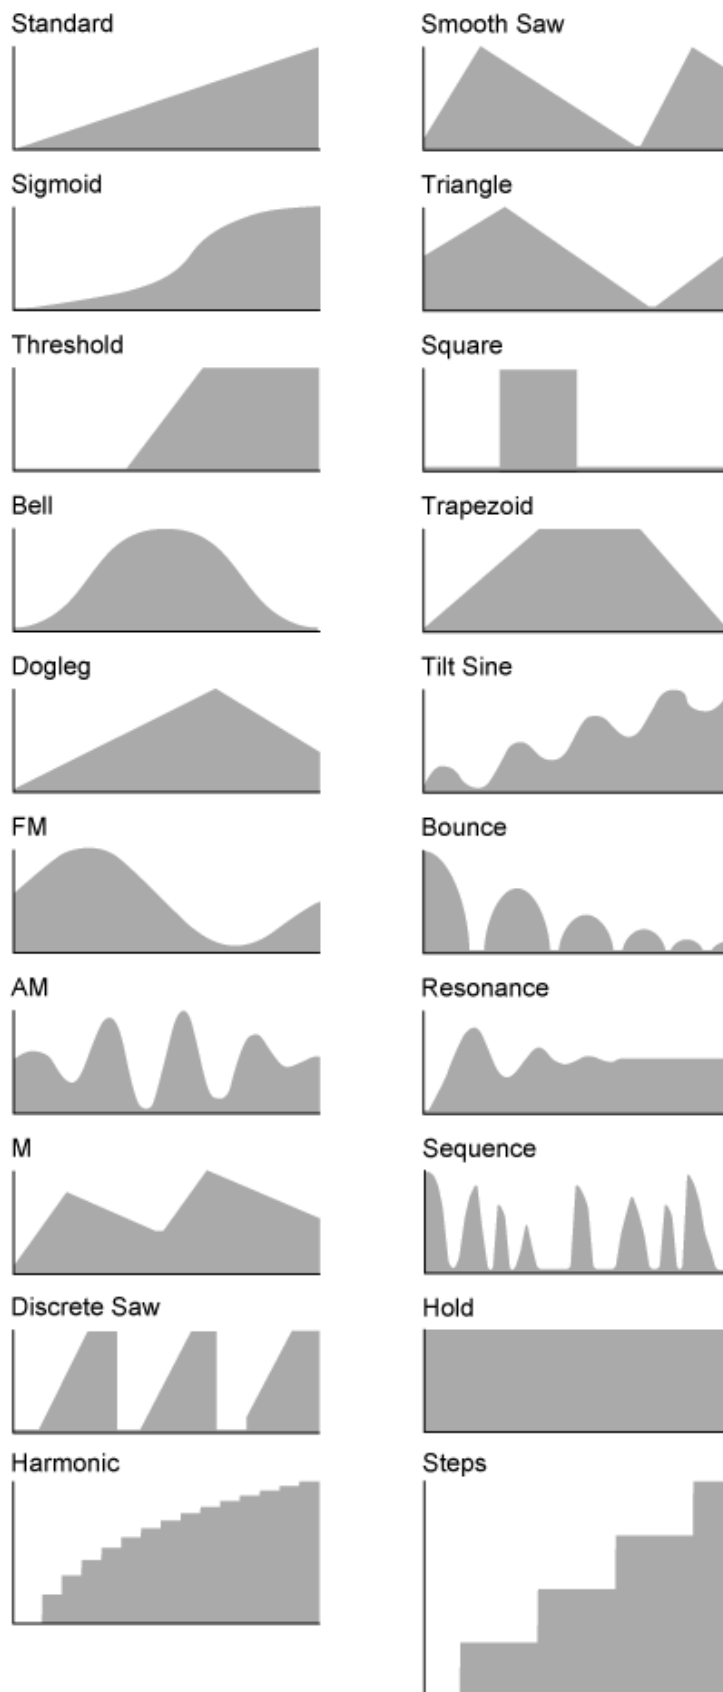 Standard
Smooth Saw
Sigmoid
Triangle
Threshold
Square
Bell
Trapezoid
Dogleg
Tilt Sine
FM
Bounce
AM
Resonance
M
Sequence
Discrete Saw
Hold
Harmonic
Steps